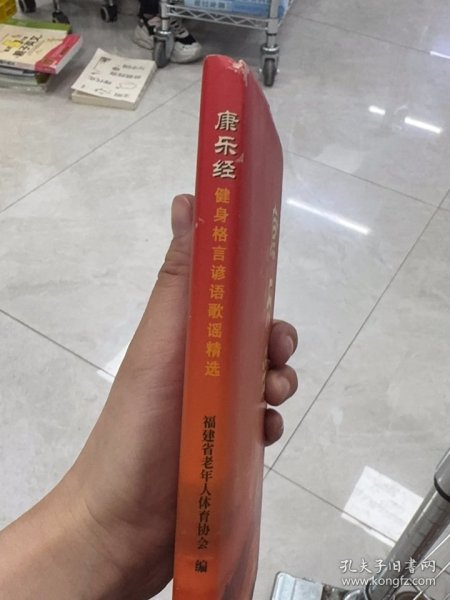 康乐经
健身格言谚语歌谣精选
福建省老年人体育协会 编
孔夫子旧书网
www.kongfz.com